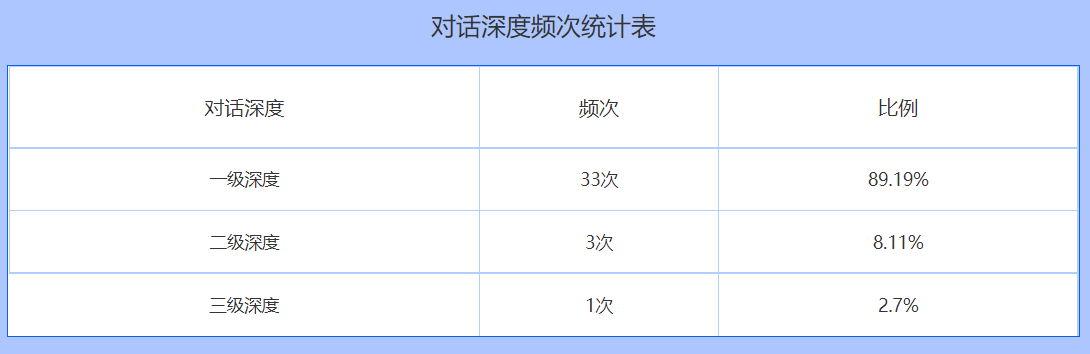 对话深度频次统计表
对话深度 频次 比例
一级深度 33次 89.19%
二级深度 3次 8.11%
三级深度 1次 2.7%